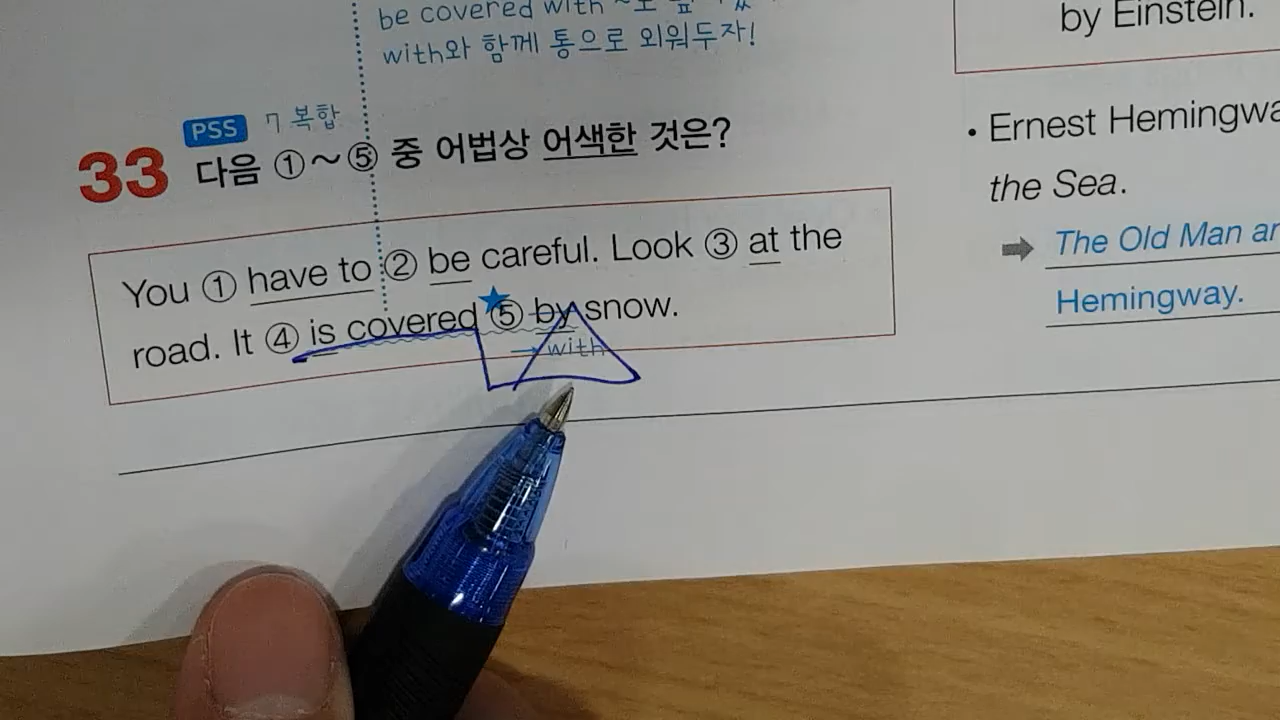 be covered with ~로
with와 함께 통으로 외워두자!
PSS 7 복합
33 다음 ①～⑤ 중 어법상 어색한 것은?
You ① have to ② be careful. Look ③ at the
road. It ④ is covered ⑤ by snow.
→ with
by Einstein.
• Ernest Hemingwa
the Sea.
➡ The Old Man an
Hemingway.